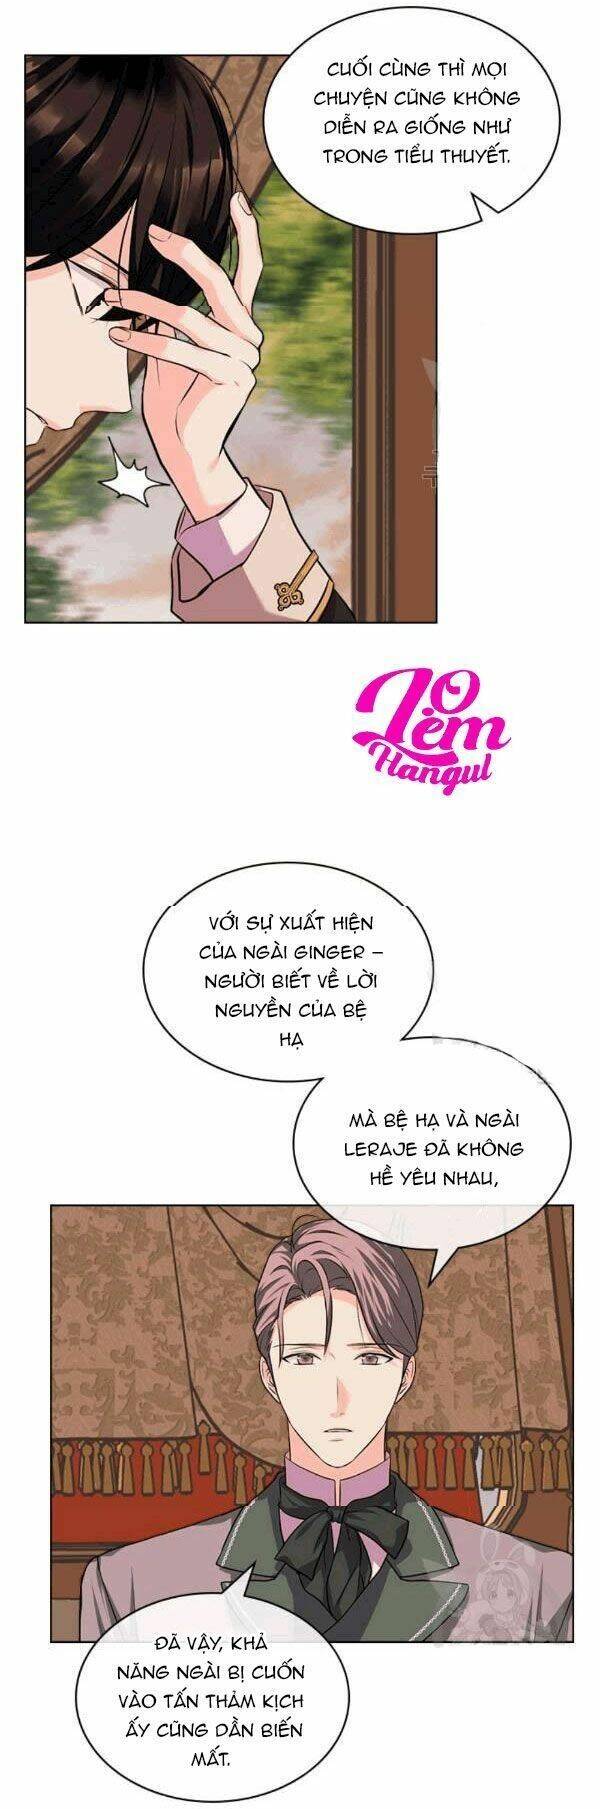 CUỐI CÙNG THÌ MỌI
CHUYỆN CŨNG KHÔNG
DIỄN RA GIỐNG NHƯ
TRONG TIỂU THUYẾT.
LO
LEM
HANGUL
VỚI SỰ XUẤT HIỆN
CỦA NGÀI GINGER –
NGƯỜI BIẾT VỀ LỜI
NGUYỀN CỦA BỆ
HẠ
MÀ BỆ HẠ VÀ NGÀI
LERAJE ĐÃ KHÔNG
HỀ YÊU NHAU,
ĐÃ VẬY, KHẢ
NĂNG NGÀI BỊ CUỐN
VÀO TẤN THẢM KỊCH
ẤY CŨNG DẦN BIẾN
MẤT.